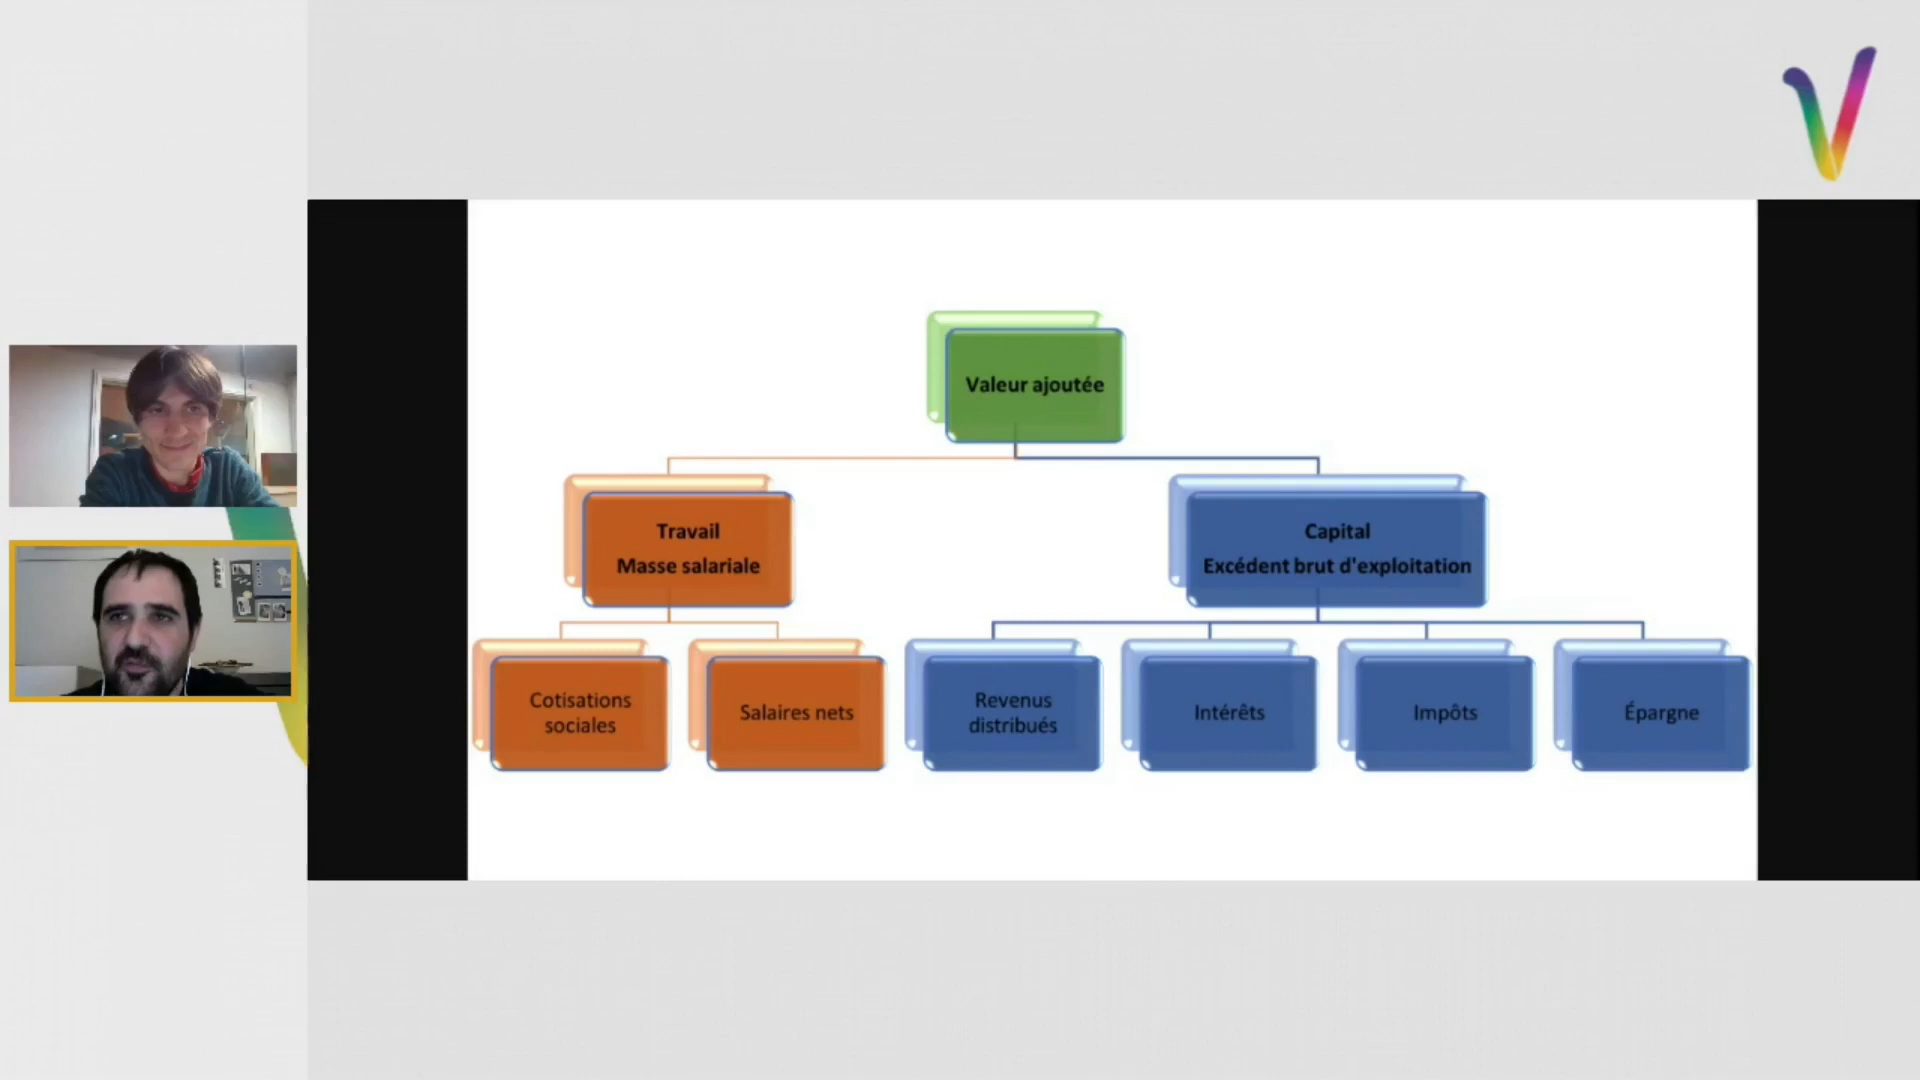 Valeur ajoutée
Travail
Masse salariale
Capital
Excédent brut d'exploitation
Cotisations
sociales
Salaires nets
Revenus
distribués
Intérêts
Impôts
Épargne